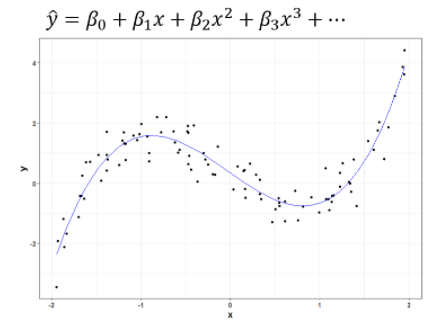 ŷ = β₀ + β₁x + β₂x² + β₃x³ + ⋯
4
2
y
0
-2
-2 -1 0 1 2
x